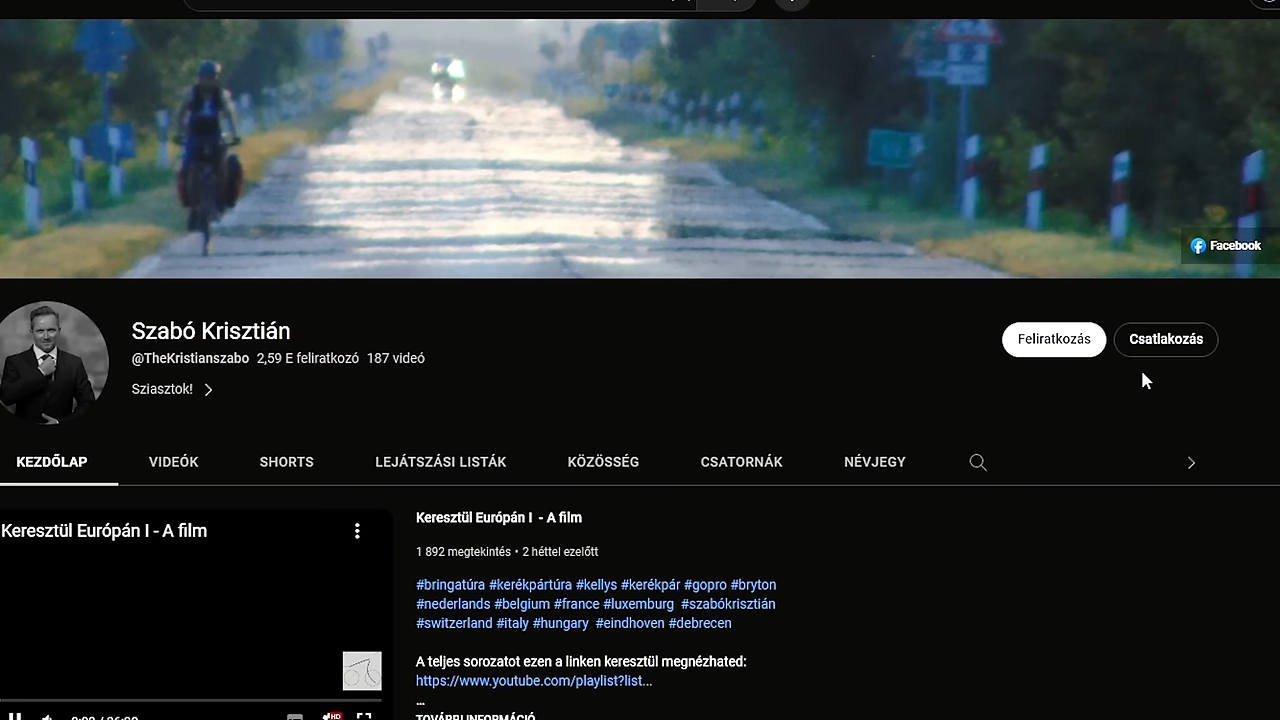 Facebook
Szabó Krisztián
@TheKristianszabo 2,59 E feliratkozó 187 videó
Feliratkozás Csatlakozás
Sziasztok!
KEZDŐLAP VIDEÓK SHORTS LEJÁTSZÁSI LISTÁK KÖZÖSSÉG CSATORNÁK NÉVJEGY
Keresztül Európán I - A film
Keresztül Európán I - A film
1 892 megtekintés • 2 héttel ezelőtt
#bringatúra #kerékpártúra #kellys #kerékpár #gopro #bryton
#nederlands #belgium #france #luxemburg #szabókrisztián
#switzerland #italy #hungary #eindhoven #debrecen
A teljes sorozatot ezen a linken keresztül megnézhated:
https://www.youtube.com/playlist?list...
...
TOVÁBBI INFORMÁCIÓ
HD